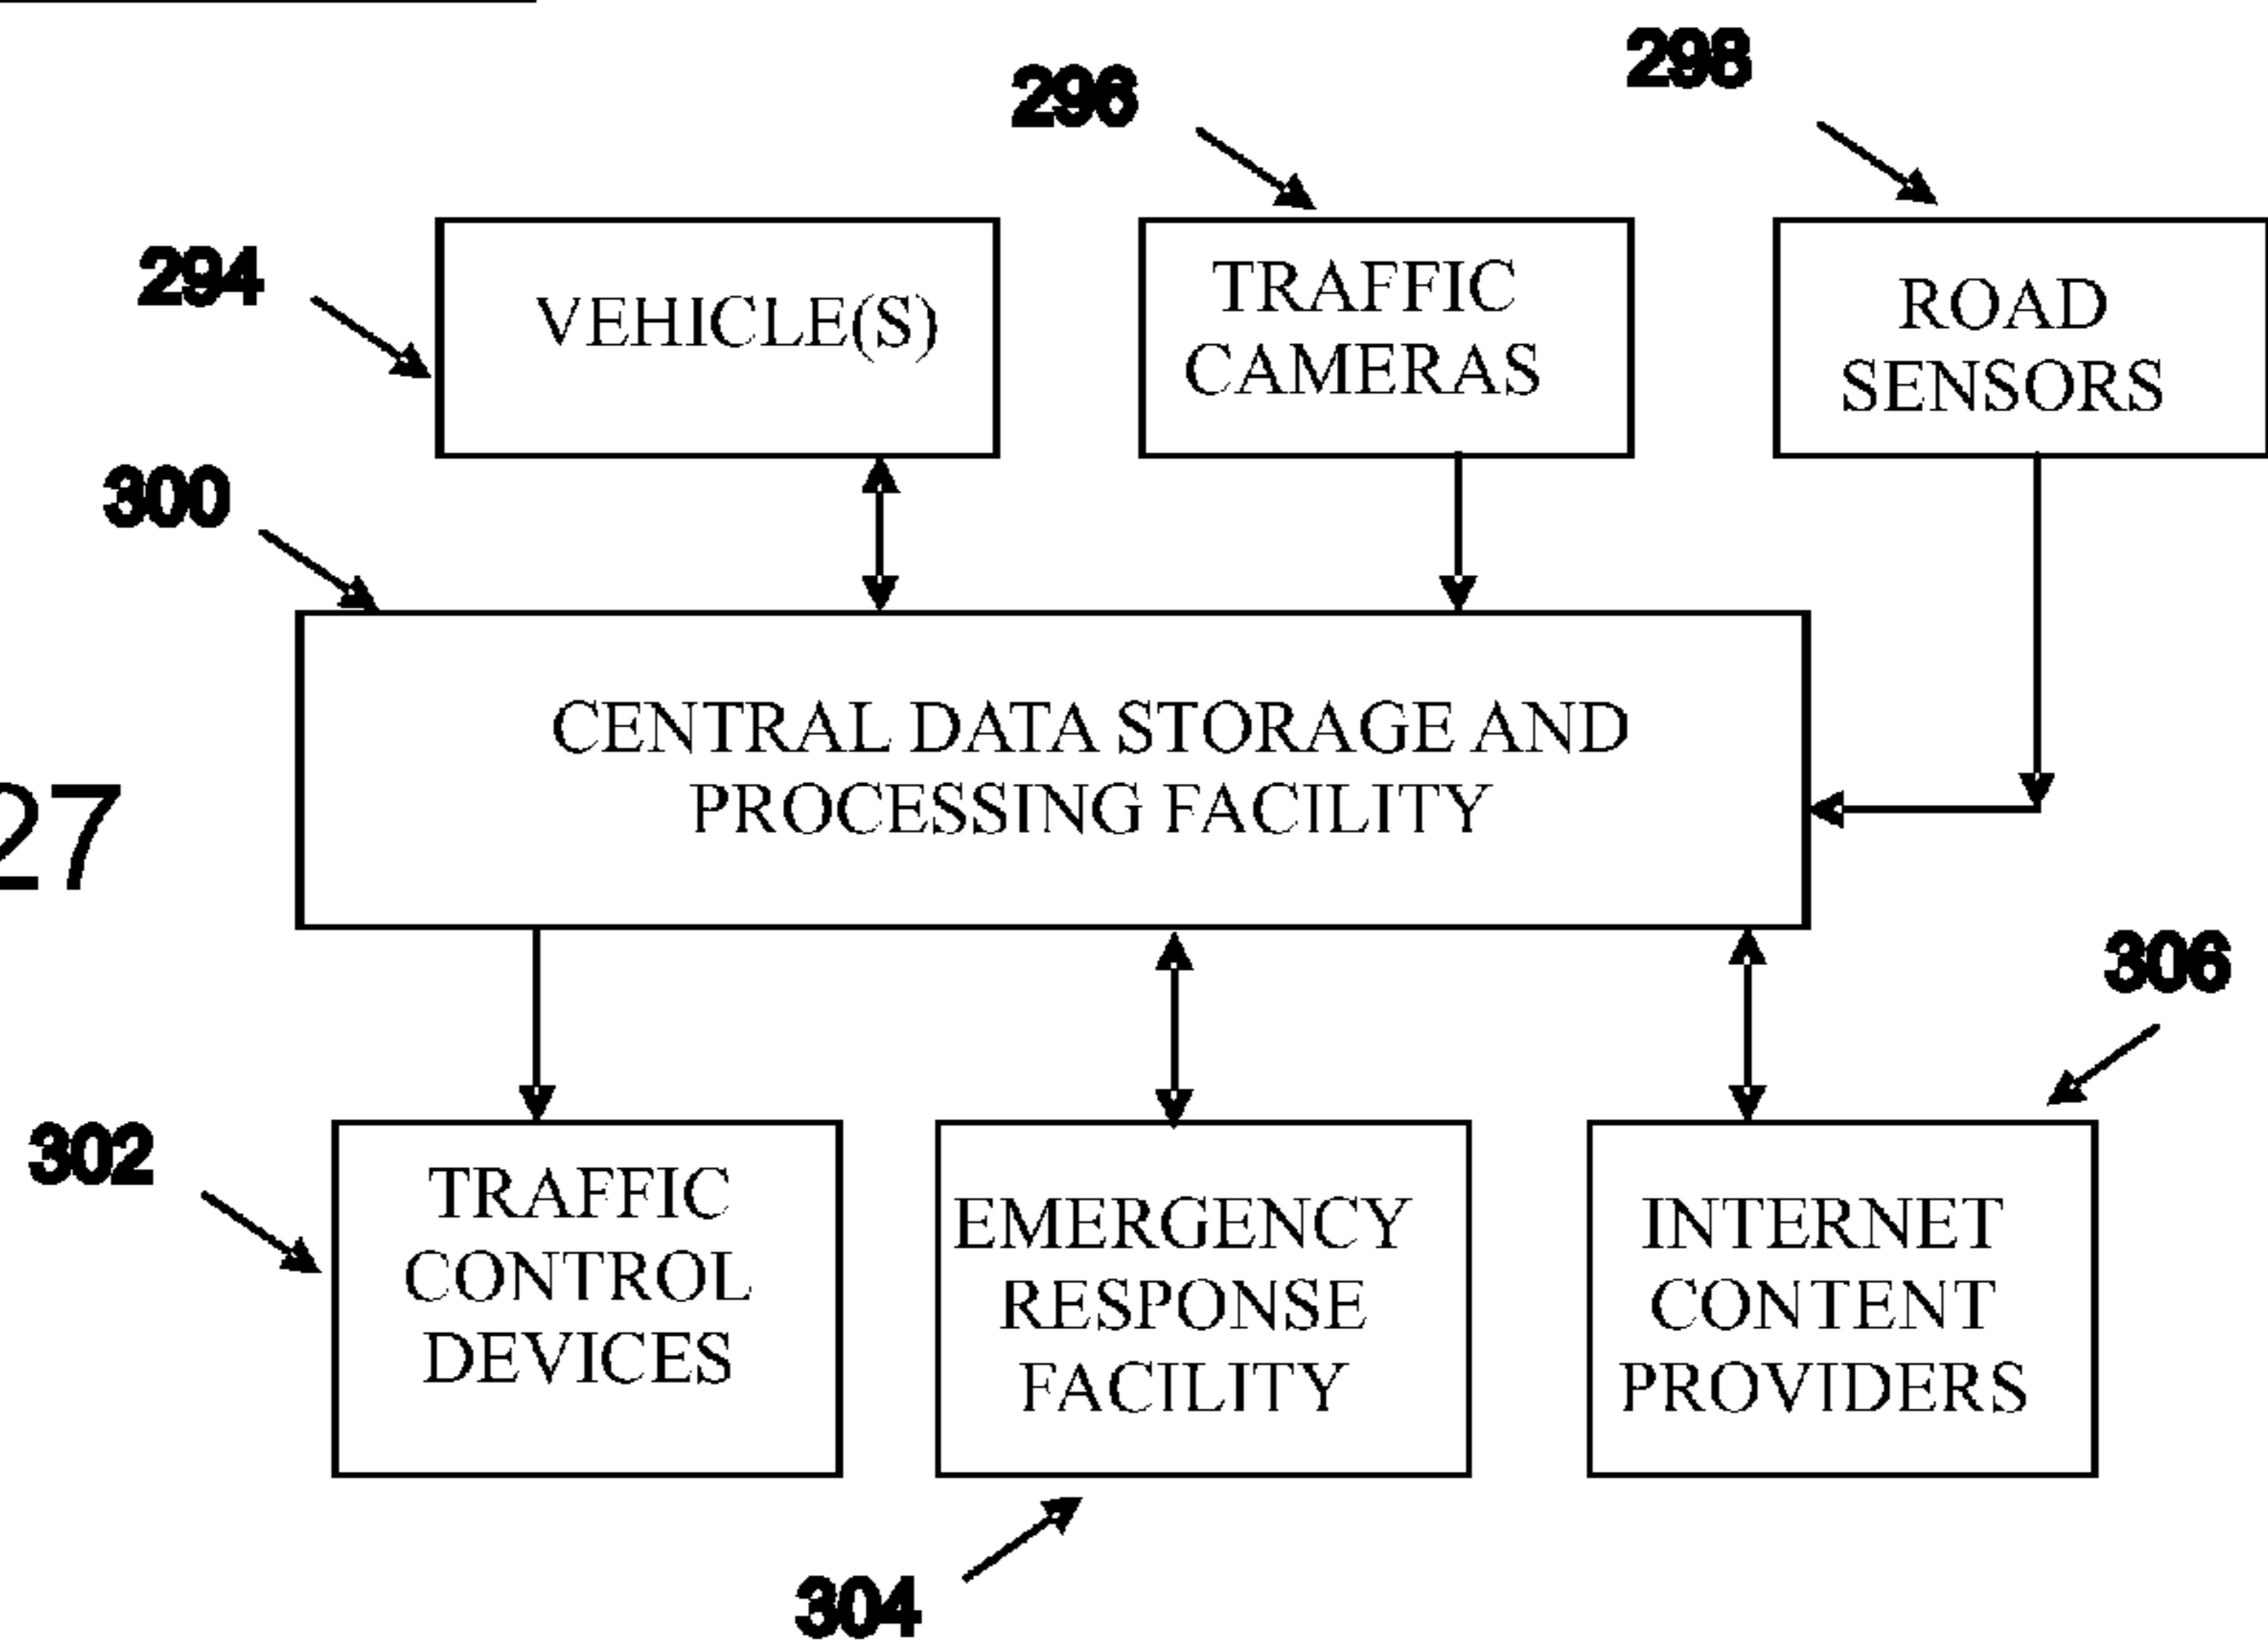 298
296
294
VEHICLE(S)
TRAFFIC
CAMERAS
ROAD
SENSORS
300
CENTRAL DATA STORAGE AND
PROCESSING FACILITY
27
306
302
TRAFFIC
CONTROL
DEVICES
EMERGENCY
RESPONSE
FACILITY
INTERNET
CONTENT
PROVIDERS
304